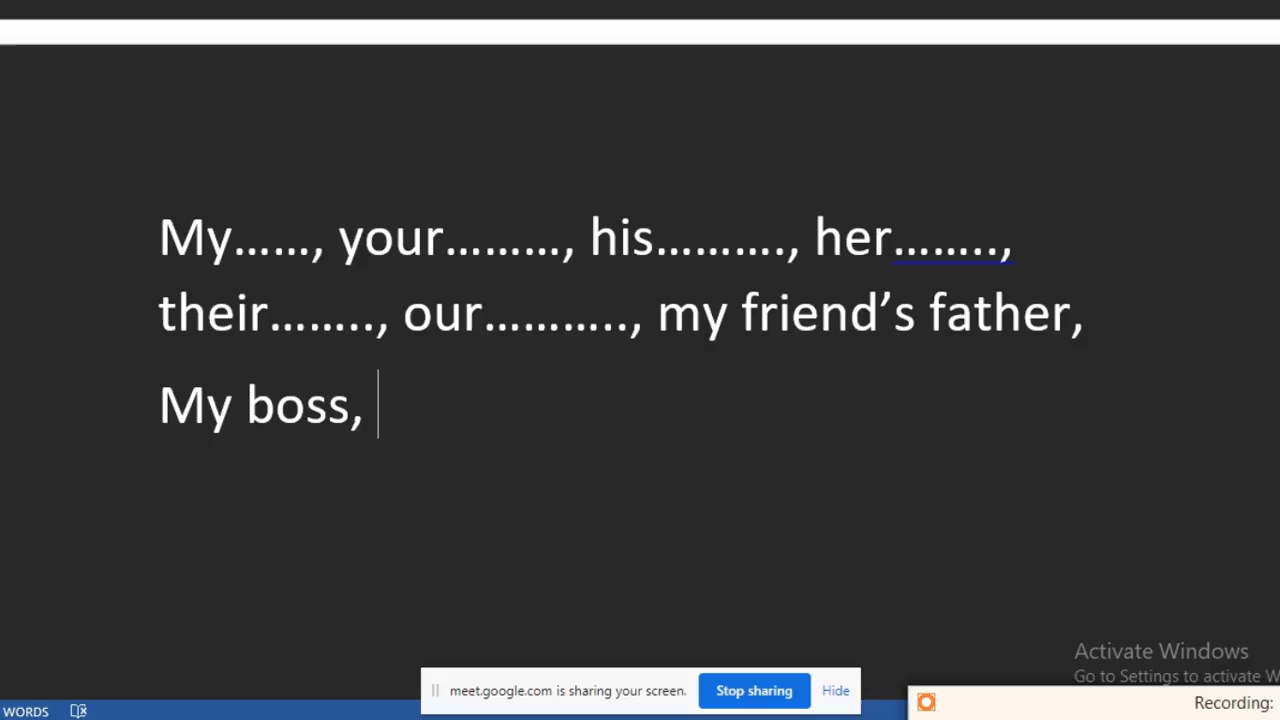 My……, your………, his………., her……..,
their…….., our……….., my friend’s father,
My boss,
Activate Windows
Go to Settings to activate W
meet.google.com is sharing your screen. Stop sharing Hide
Recording:
WORDS